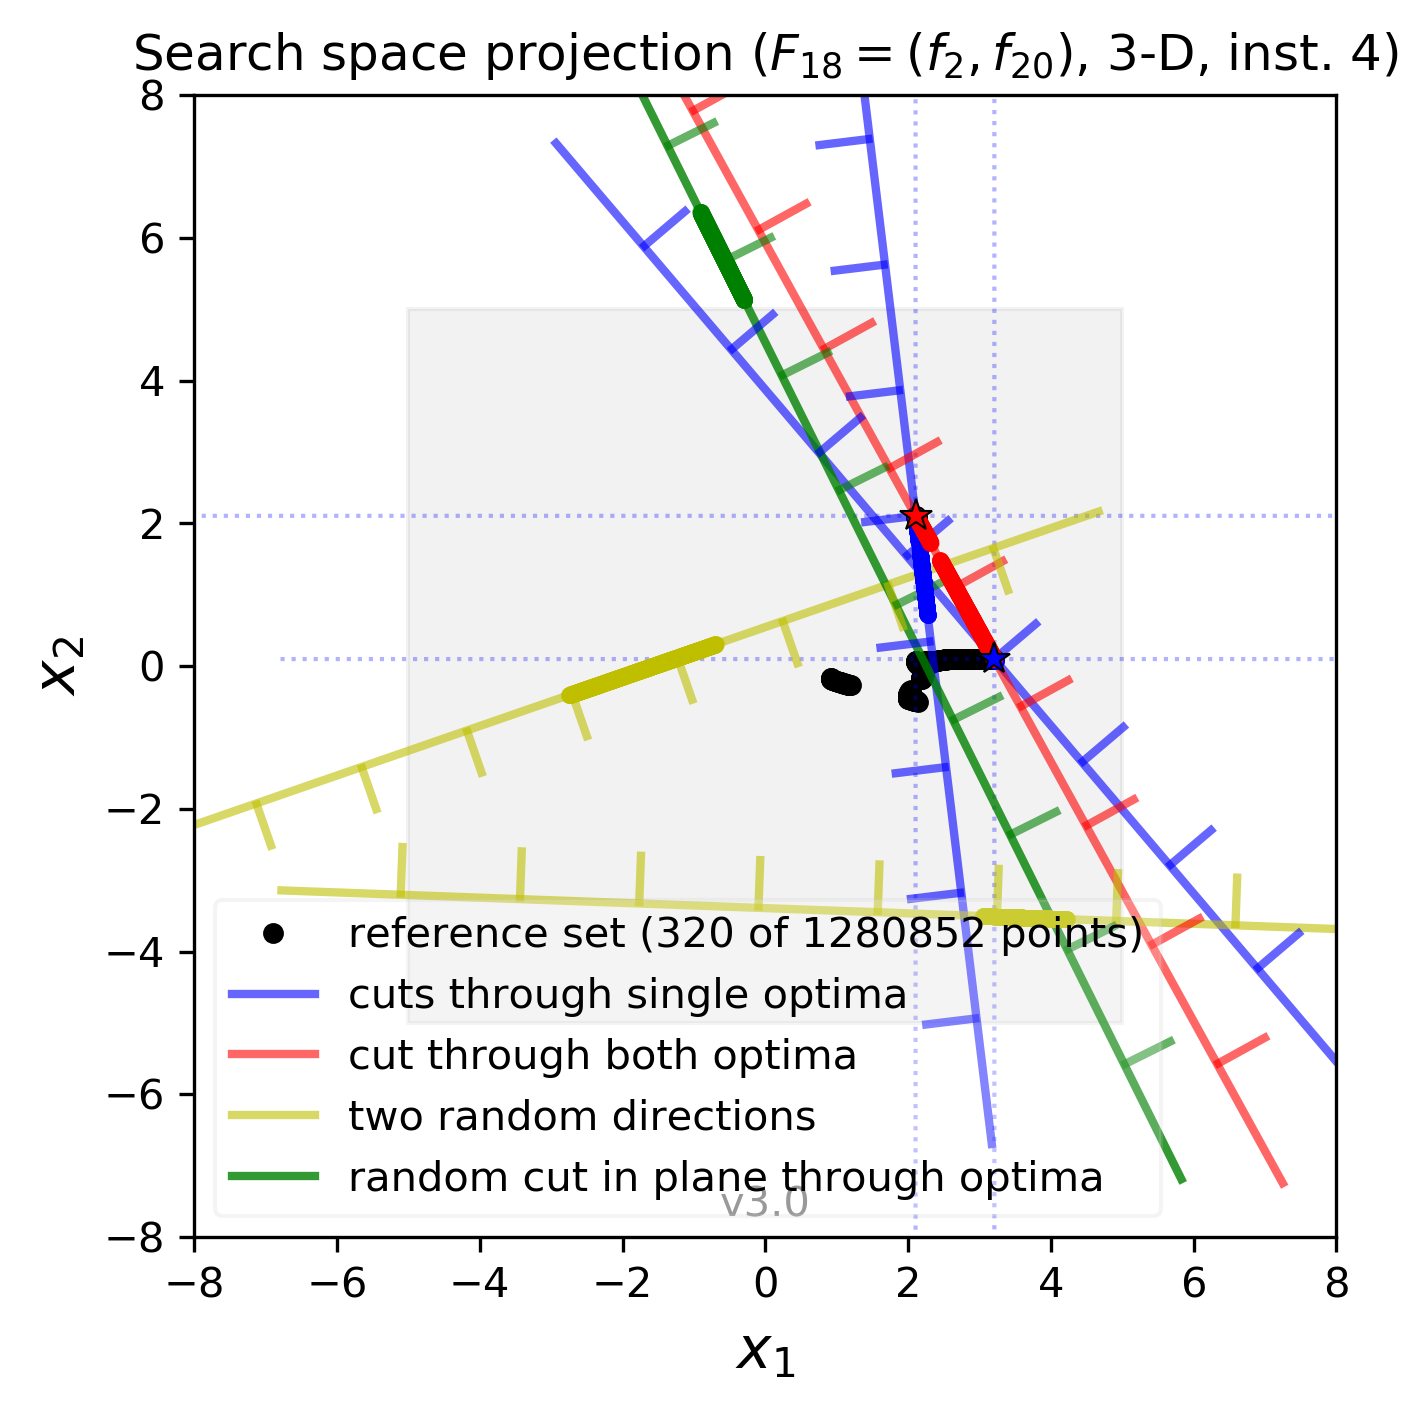 Search space projection (F18 = (f2, f20), 3-D, inst. 4)
8
6
4
2
0
−2
−4
−6
−8
x2
reference set (320 of 1280852 points)
cuts through single optima
cut through both optima
two random directions
random cut in plane through optima
v3.0
−8 −6 −4 −2 0 2 4 6 8
x1